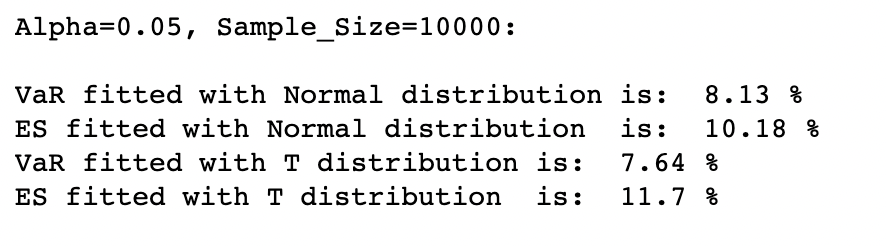 Alpha=0.05, Sample_Size=10000:
VaR fitted with Normal distribution is:  8.13 %
ES fitted with Normal distribution  is:  10.18 %
VaR fitted with T distribution is:  7.64 %
ES fitted with T distribution  is:  11.7 %